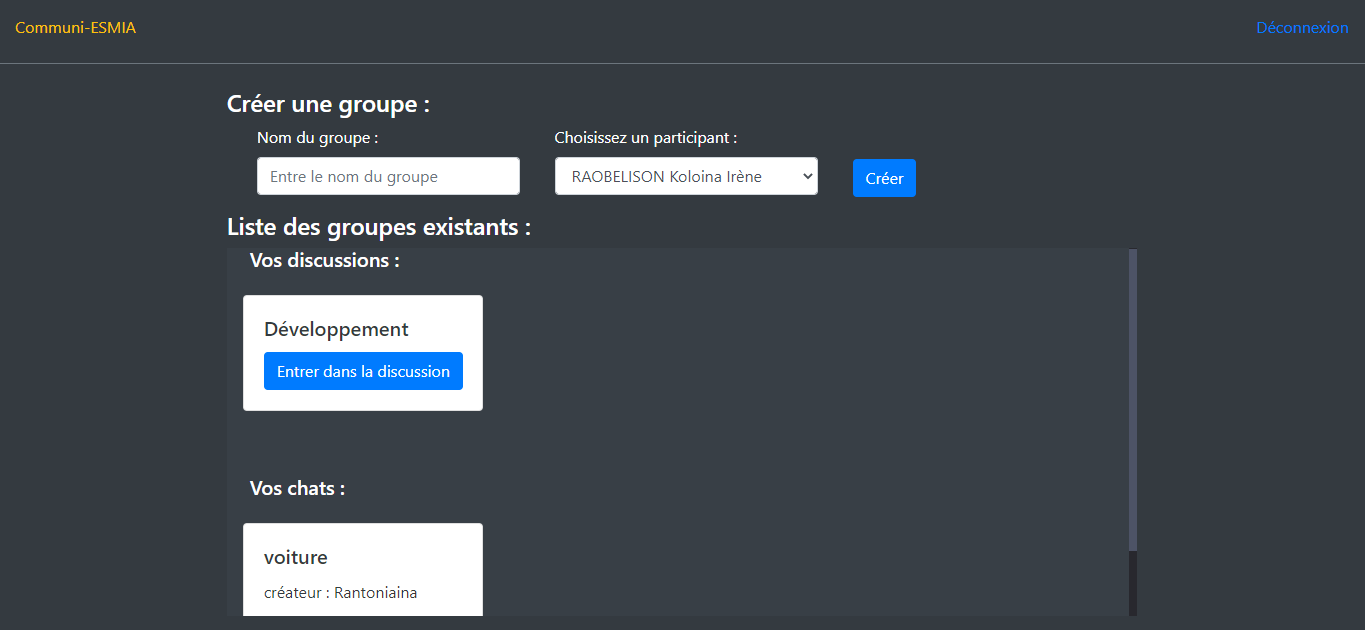 Communi-ESMIA
Déconnexion
Créer une groupe :
Nom du groupe :
Choisissez un participant :
Entre le nom du groupe
RAOBELISON Koloina Irène
Créer
Liste des groupes existants :
Vos discussions :
Développement
Entrer dans la discussion
Vos chats :
voiture
créateur : Rantoniaina